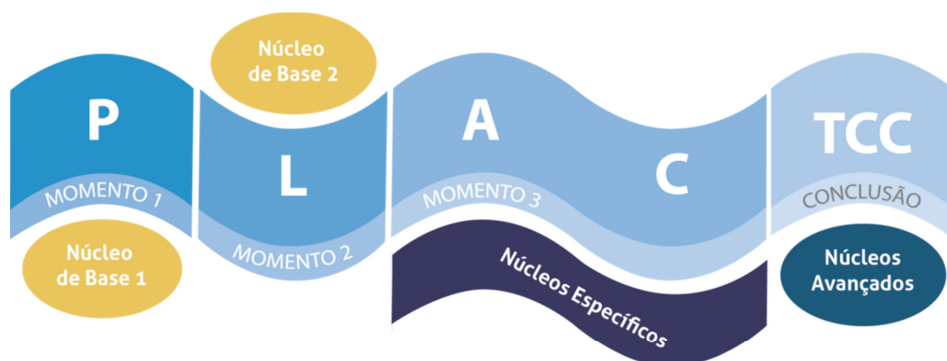 P
MOMENTO 1
Núcleo
de Base 1
Núcleo
de Base 2
L
MOMENTO 2
A
C
MOMENTO 3
Núcleos Específicos
TCC
CONCLUSÃO
Núcleos
Avançados